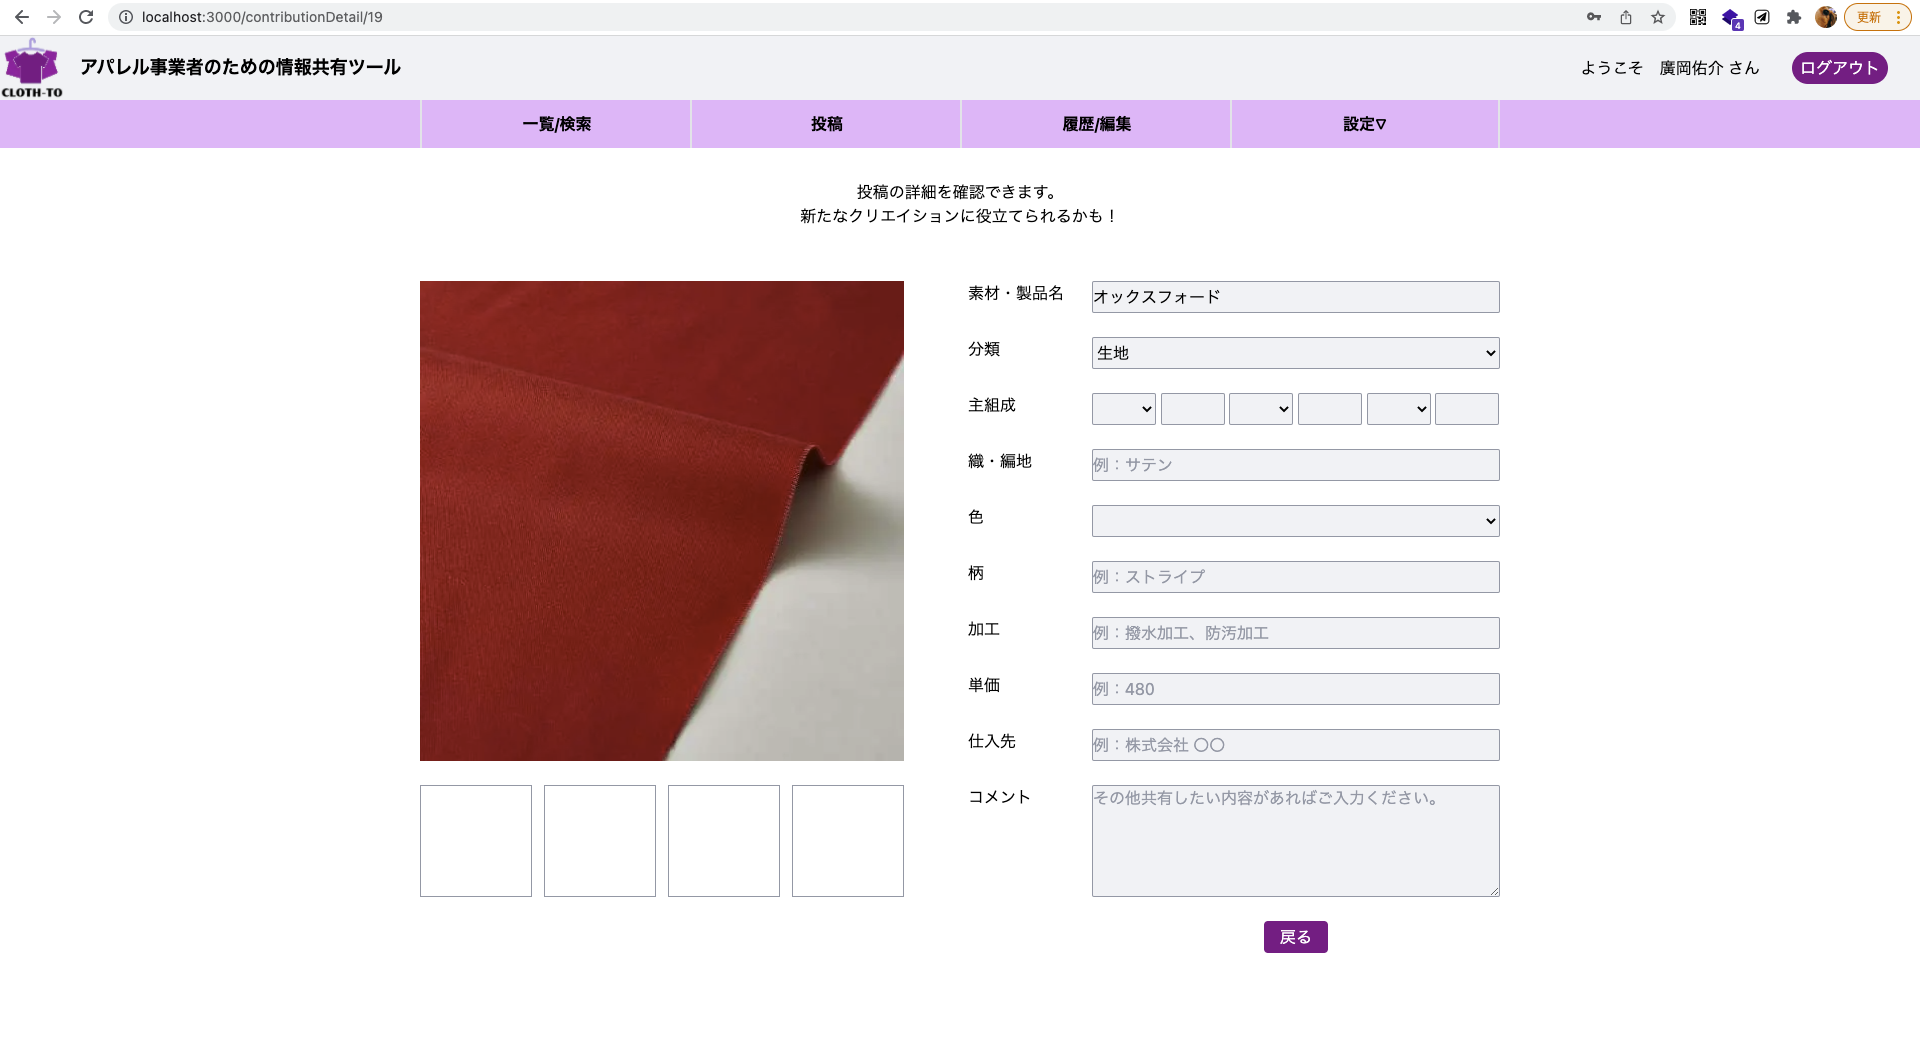 localhost:3000/contributionDetail/19
4
更新
CLOTH-TO
アパレル事業者のための情報共有ツール
ようこそ 廣岡佑介 さん
ログアウト
一覧/検索
投稿
履歴/編集
設定▽
投稿の詳細を確認できます。
新たなクリエイションに役立てられるかも！
素材・製品名
オックスフォード
分類
生地
主組成
織・編地
例：サテン
色
柄
例：ストライプ
加工
例：撥水加工、防汚加工
単価
例：480
仕入先
例：株式会社 〇〇
コメント
その他共有したい内容があればご入力ください。
戻る